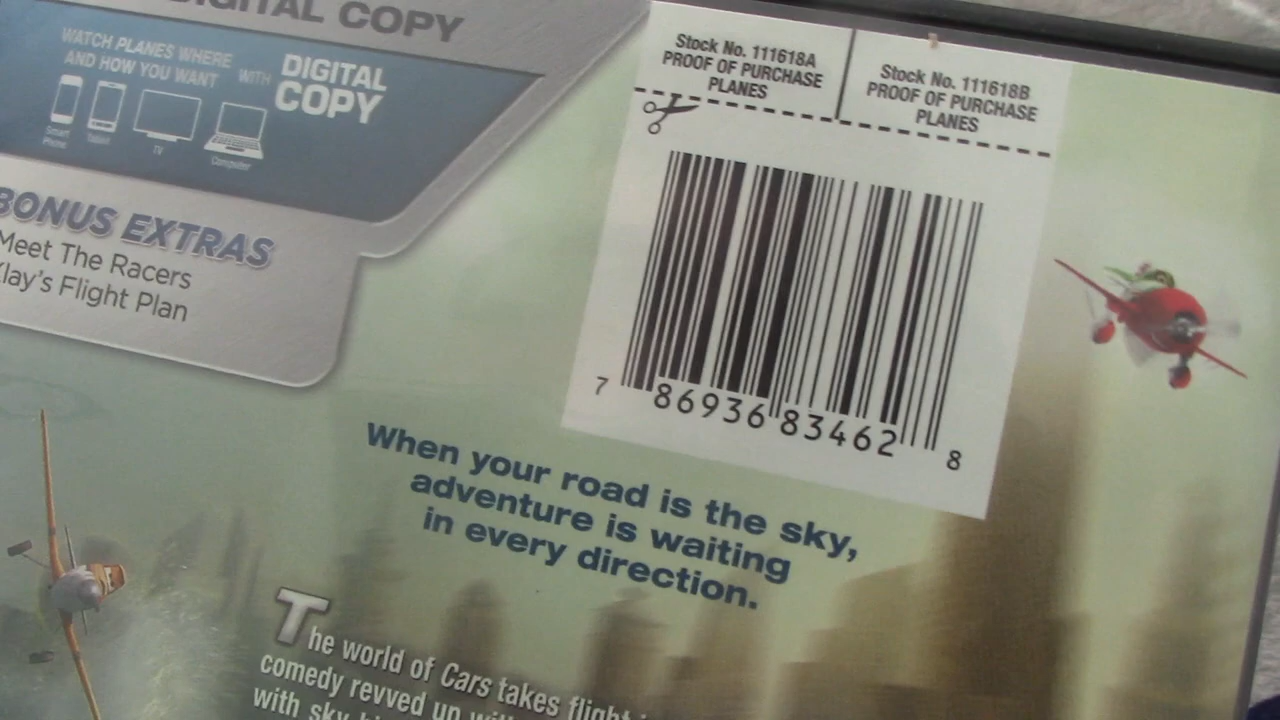 DIGITAL COPY
WATCH PLANES WHERE
AND HOW YOU WANT WITH
DIGITAL
COPY
Smart
Phone
Tablet
TV
Computer
BONUS EXTRAS
Meet The Racers
Klay's Flight Plan
Stock No. 111618A
PROOF OF PURCHASE
PLANES
Stock No. 111618B
PROOF OF PURCHASE
PLANES
7 86936 83462 8
When your road is the sky,
adventure is waiting
in every direction.
The world of Cars takes flight
comedy revved up
with